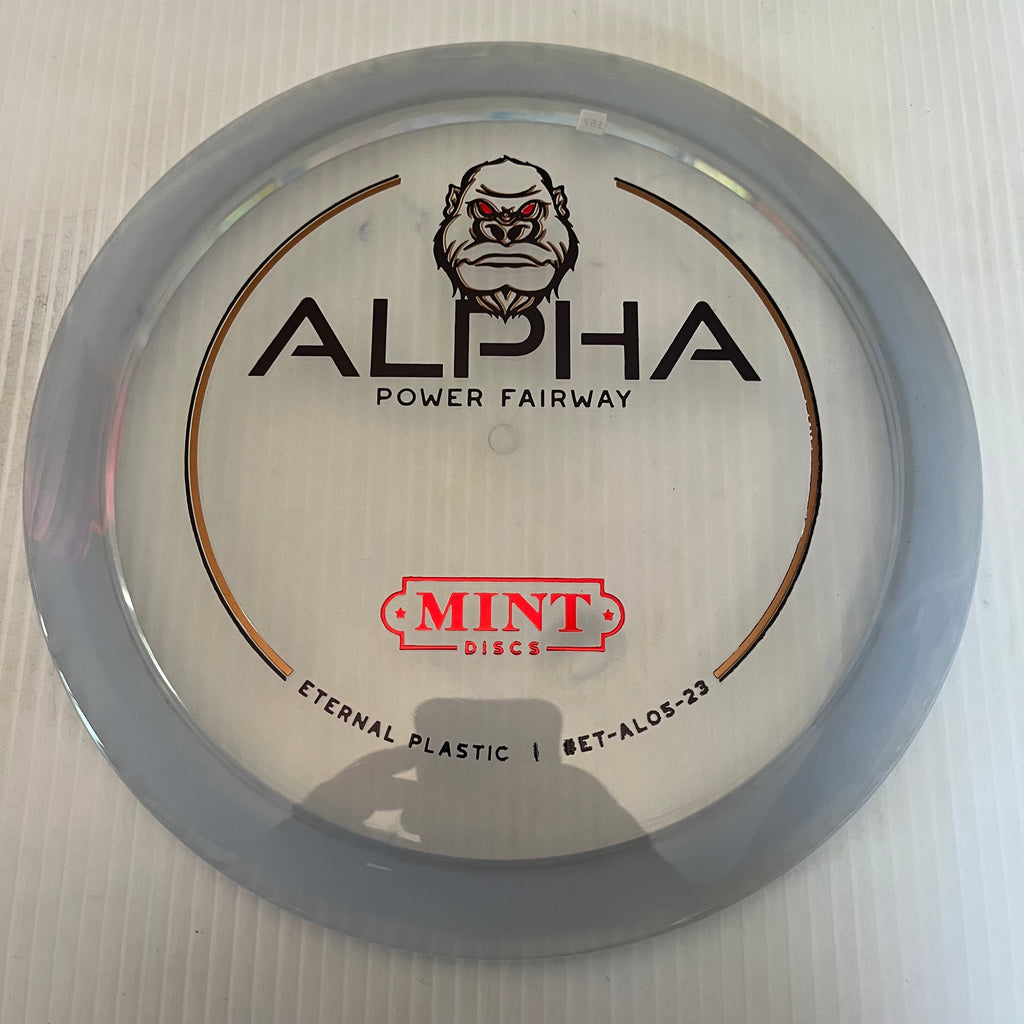 ALPHA
POWER FAIRWAY
MINT
DISCS
ETERNAL PLASTIC | #ET-AL05-23